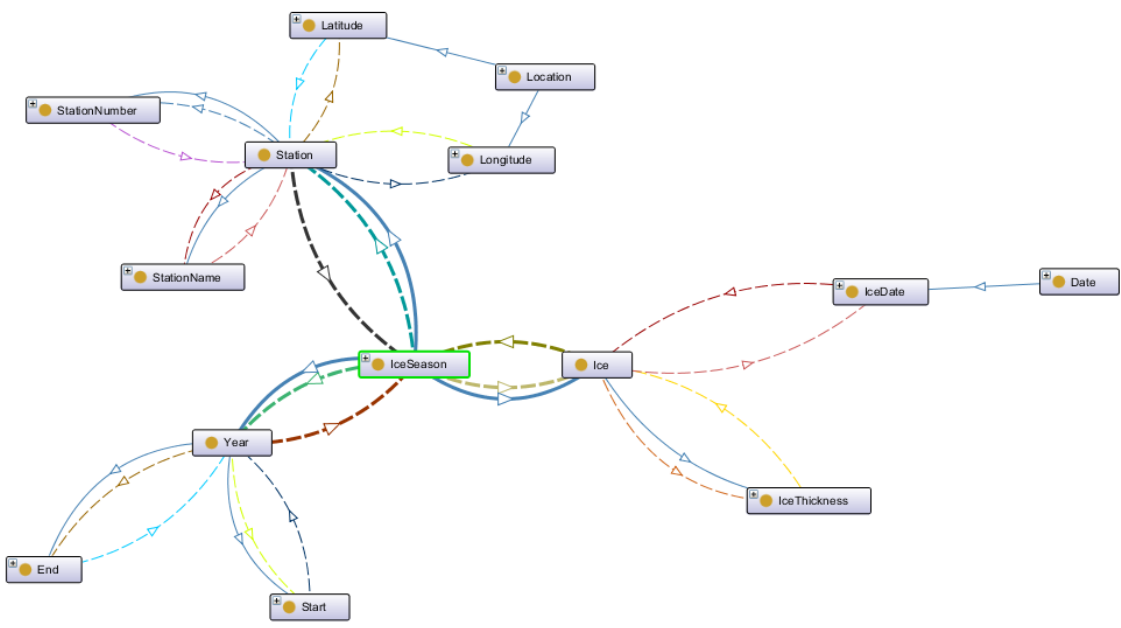 Latitude
Location
StationNumber
Station
Longitude
StationName
IceDate
Date
IceSeason
Ice
Year
IceThickness
End
Start